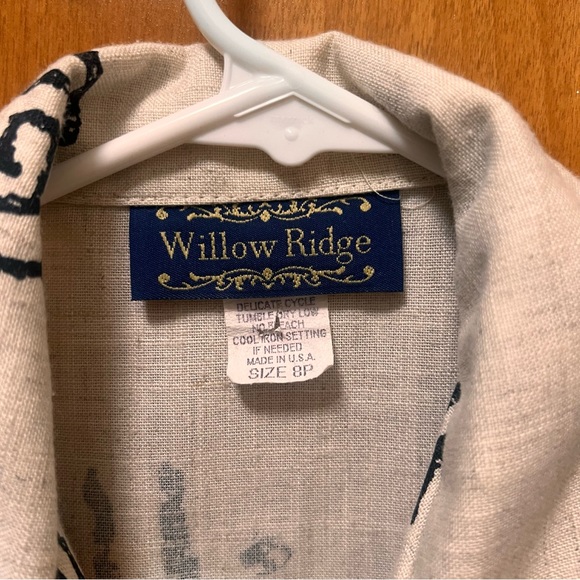 Willow Ridge
DELICATE CYCLE
TUMBLE DRY LOW
NO BLEACH
COOL IRON SETTING
IF NEEDED
MADE IN U.S.A.
SIZE 8P